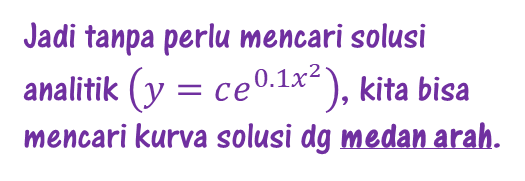 Jadi tanpa perlu mencari solusi
analitik (y = ce^{0.1x^2}), kita bisa
mencari kurva solusi dg medan arah.